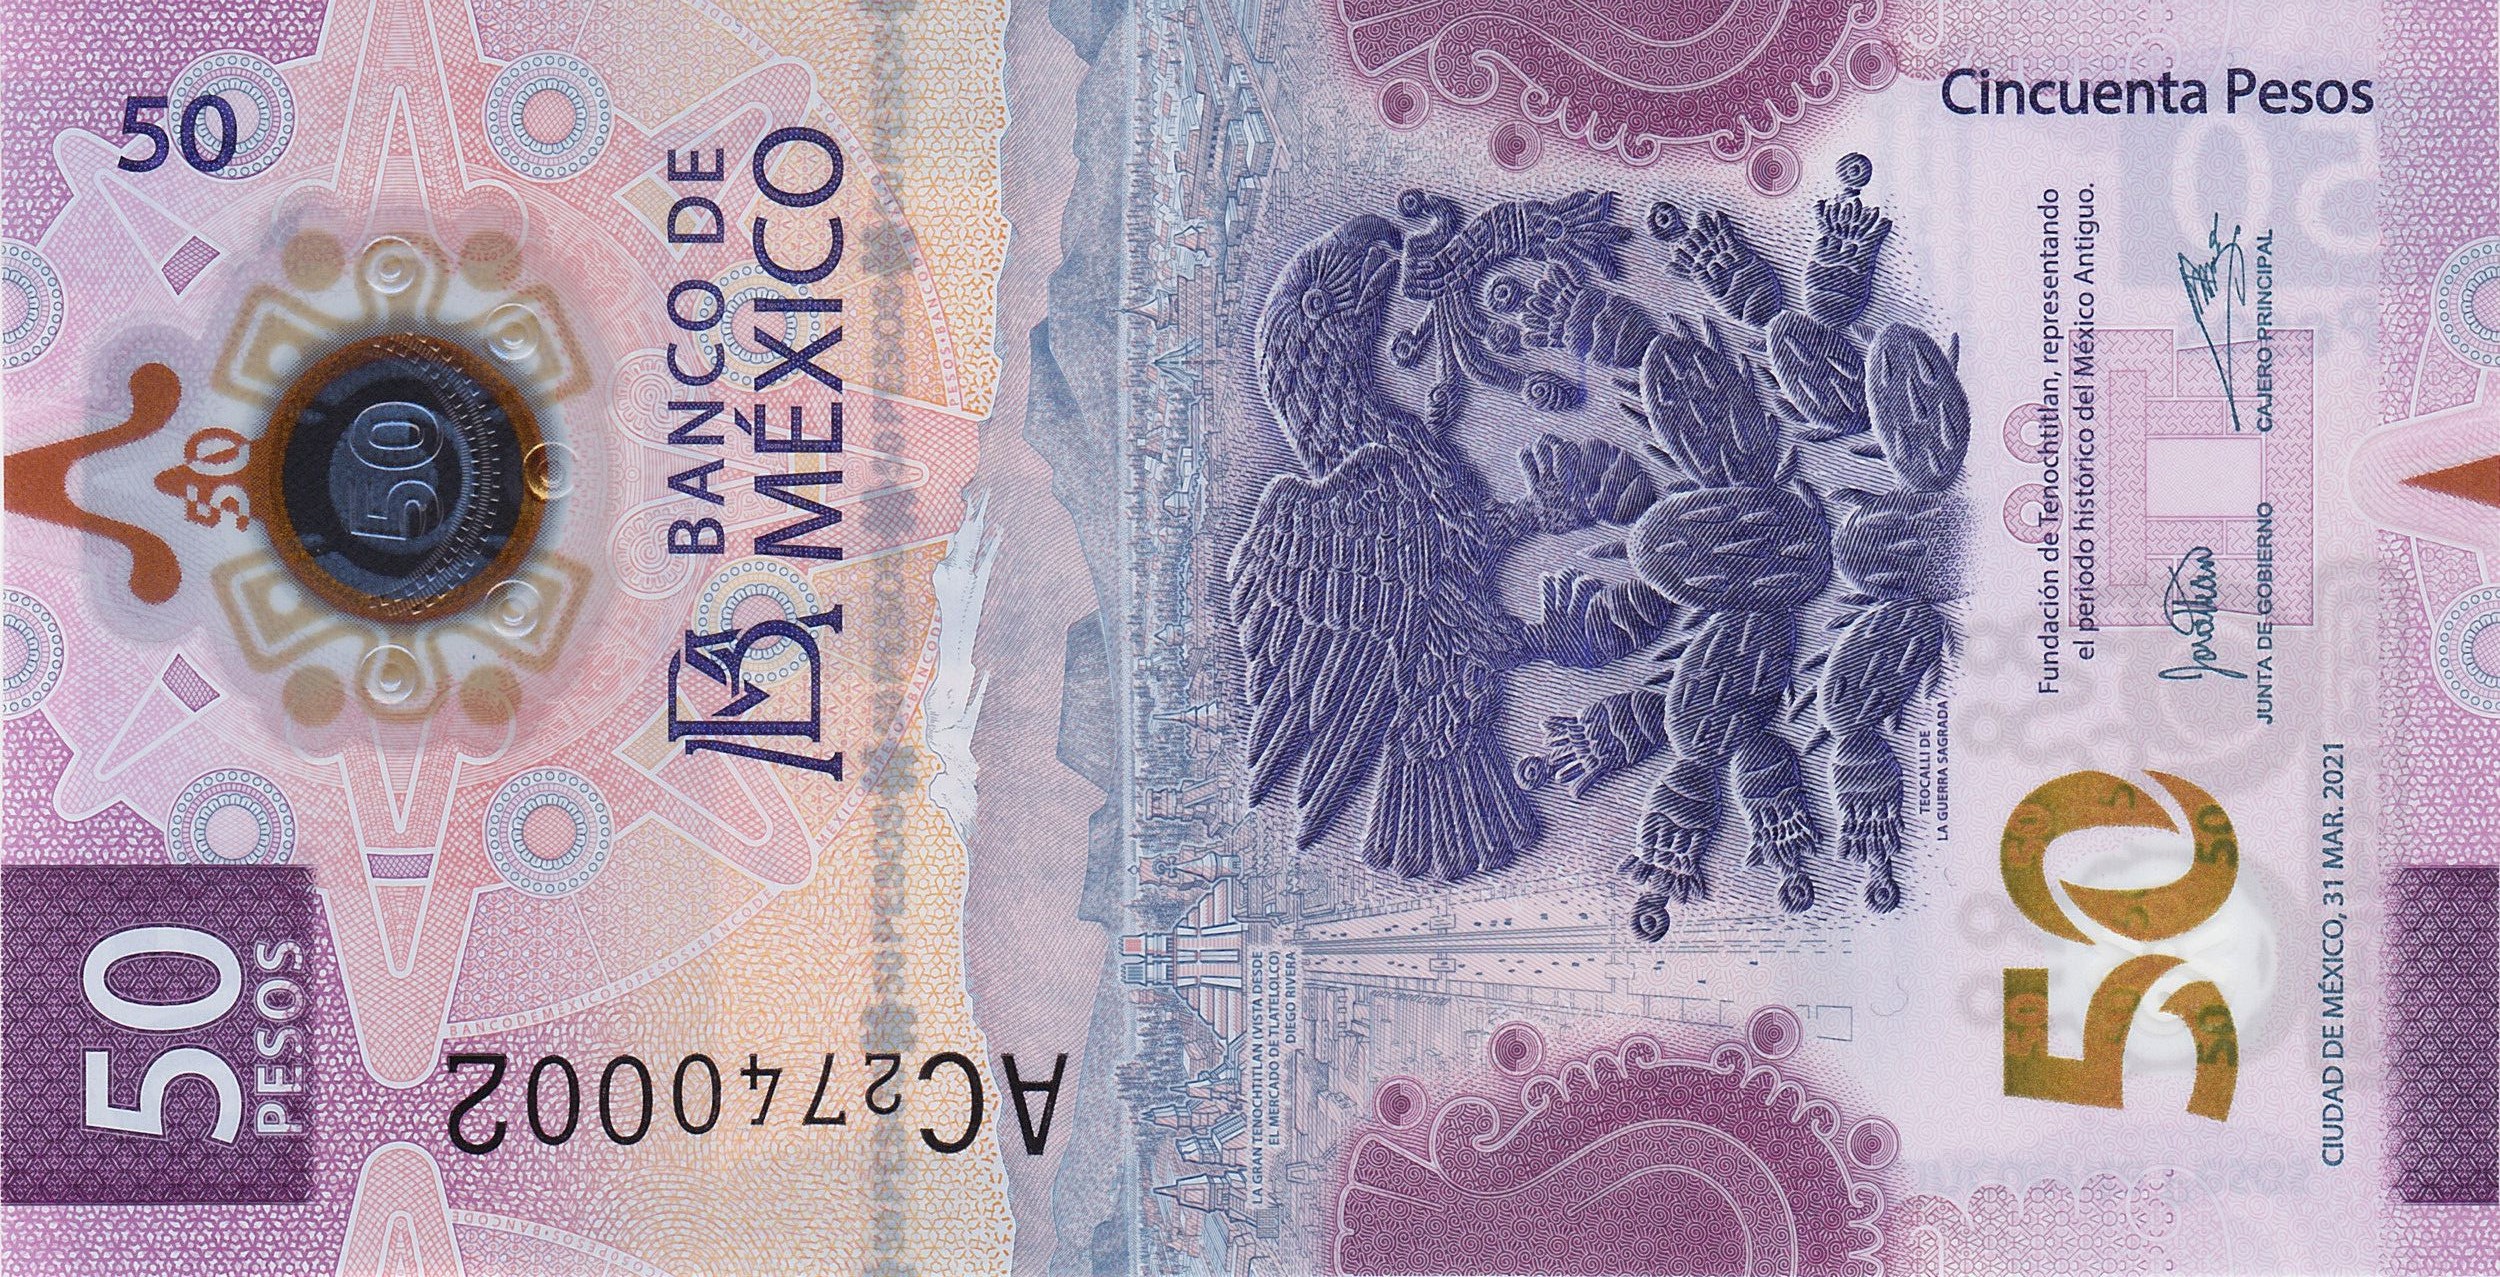 50
50
50
BANCO DE
MÉXICO
BM
50
PESOS
AC2740002
LA GRAN TENOCHTITLAN (VISTA DESDE
EL MERCADO DE TLATELOLCO)
DIEGO RIVERA
TEOCALLI DE
LA GUERRA SAGRADA
Cincuenta Pesos
Fundación de Tenochtitlan, representando
el periodo histórico del México Antiguo.
JUNTA DE GOBIERNO
CAJERO PRINCIPAL
50
CIUDAD DE MÉXICO, 31 MAR. 2021